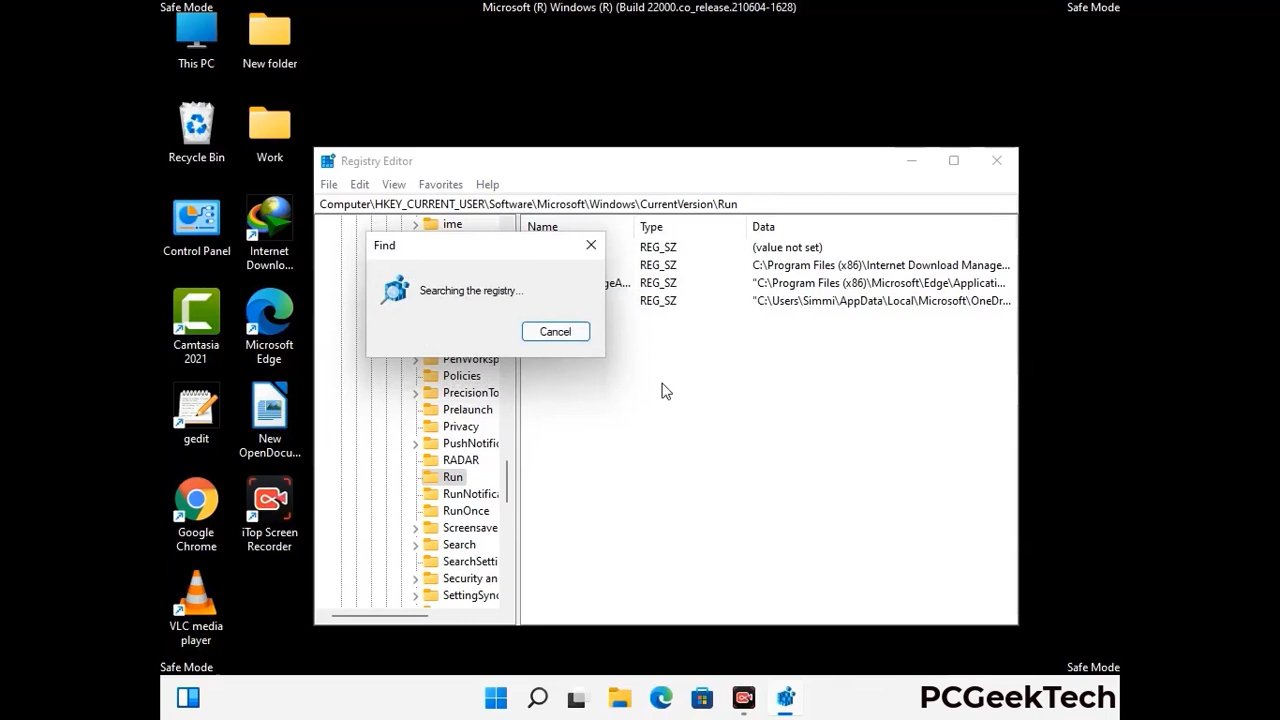 Safe Mode
Microsoft (R) Windows (R) (Build 22000.co_release.210604-1628)
Safe Mode
This PC
New folder
Recycle Bin
Work
Control Panel
Internet
Downlo...
Camtasia
2021
Microsoft
Edge
gedit
New
OpenDocu...
Google
Chrome
iTop Screen
Recorder
VLC media
player
Registry Editor
File Edit View Favorites Help
Computer\HKEY_CURRENT_USER\Software\Microsoft\Windows\CurrentVersion\Run
ime
PenWorksp
Policies
PrecisionTo
Prelaunch
Privacy
PushNotific
RADAR
Run
RunNotifica
RunOnce
Screensave
Search
SearchSetti
Security an
SettingSync
Name Type Data
REG_SZ (value not set)
REG_SZ C:\Program Files (x86)\Internet Download Manage...
geA... REG_SZ "C:\Program Files (x86)\Microsoft\Edge\Applicati...
REG_SZ "C:\Users\Simmi\AppData\Local\Microsoft\OneDr...
Find
Searching the registry...
Cancel
Safe Mode
Safe Mode
PCGeekTech